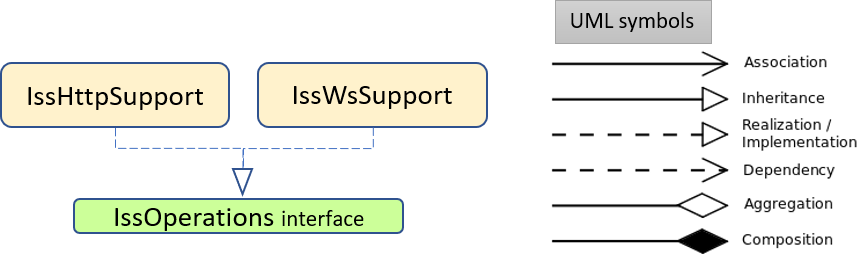 IssHttpSupport
IssWsSupport
IssOperations interface
UML symbols
Association
Inheritance
Realization /
Implementation
Dependency
Aggregation
Composition